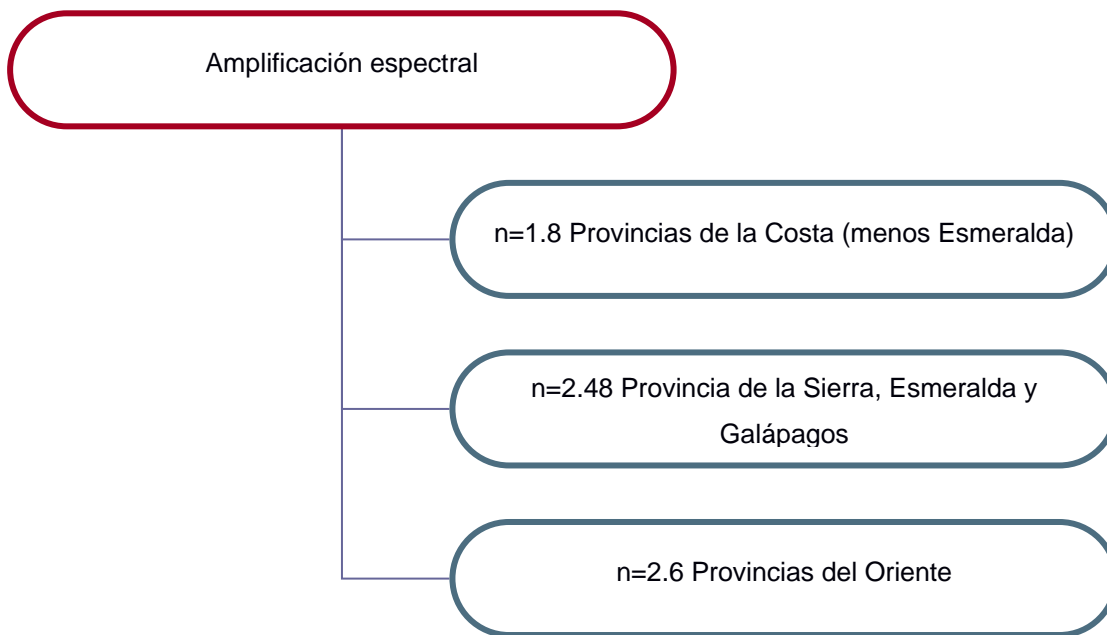 Amplificación espectral
n=1.8 Provincias de la Costa (menos Esmeralda)
n=2.48 Provincia de la Sierra, Esmeralda y
Galápagos
n=2.6 Provincias del Oriente